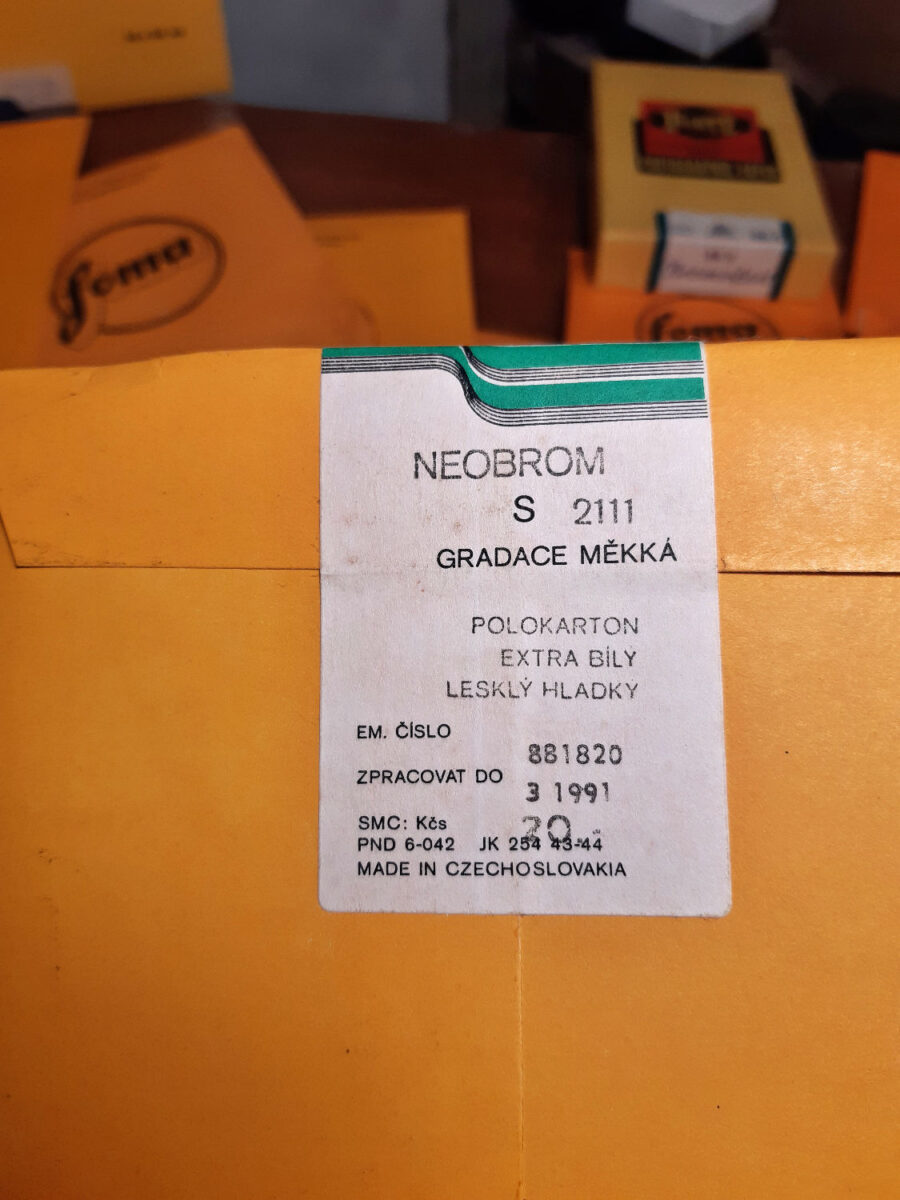 Foma
Foma
NEOBROM
S 2111
GRADACE MĚKKÁ
POLOKARTON
EXTRA BÍLÝ
LESKLÝ HLADKÝ
EM. ČÍSLO
881820
ZPRACOVAT DO
3 1991
SMC: Kčs 20.-
PND 6-042 JK 254 43-44
MADE IN CZECHOSLOVAKIA